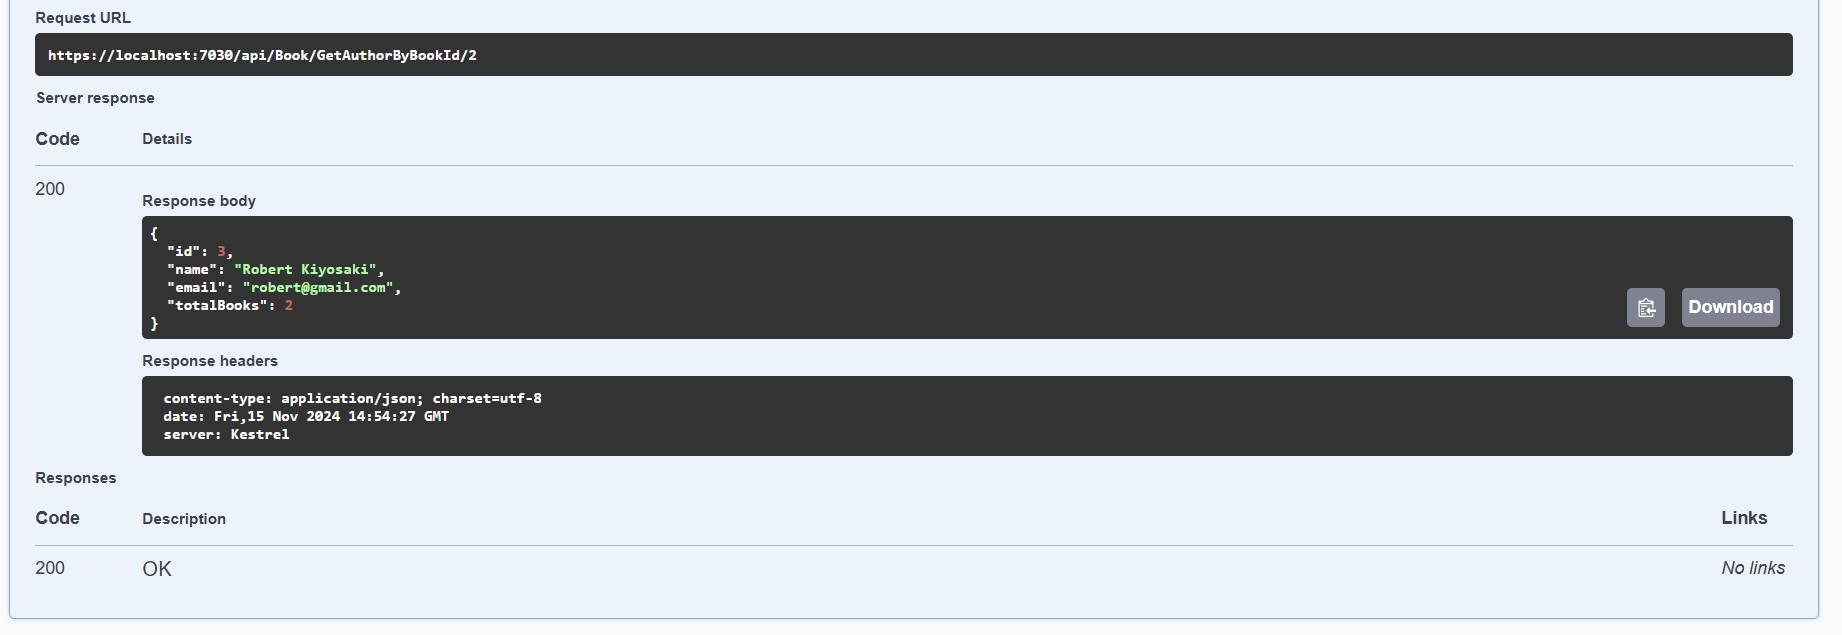 Request URL
https://localhost:7030/api/Book/GetAuthorByBookId/2
Server response
Code Details
200
Response body
{
"id": 3,
"name": "Robert Kiyosaki",
"email": "robert@gmail.com",
"totalBooks": 2
}
Download
Response headers
content-type: application/json; charset=utf-8
date: Fri,15 Nov 2024 14:54:27 GMT
server: Kestrel
Responses
Code Description Links
200 OK No links